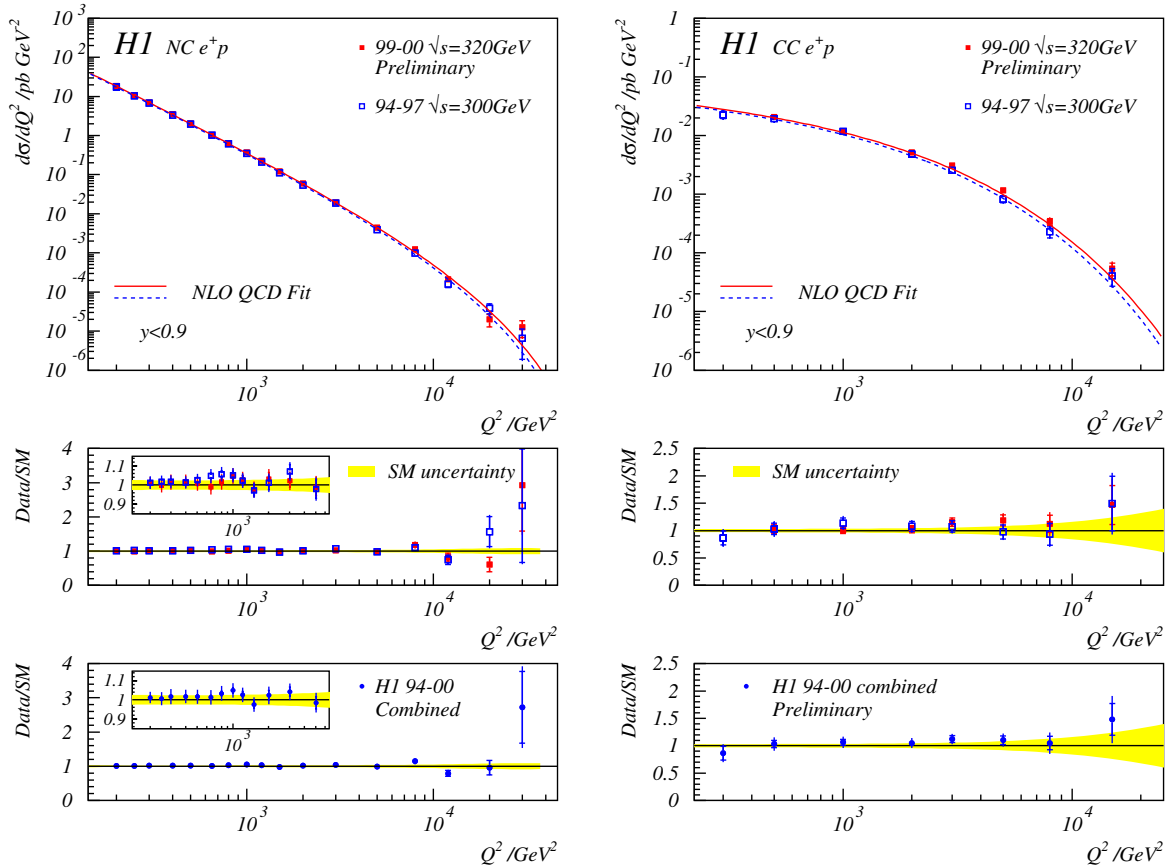 H1 NC e⁺p
99-00 √s=320GeV
Preliminary
94-97 √s=300GeV
dσ/dQ² /pb GeV⁻²
10³
10²
10
1
10⁻¹
10⁻²
10⁻³
10⁻⁴
10⁻⁵
10⁻⁶
NLO QCD Fit
y<0.9
10³
10⁴
Q² /GeV²
H1 CC e⁺p
99-00 √s=320GeV
Preliminary
94-97 √s=300GeV
dσ/dQ² /pb GeV⁻²
1
10⁻¹
10⁻²
10⁻³
10⁻⁴
10⁻⁵
10⁻⁶
NLO QCD Fit
y<0.9
10³
10⁴
Q² /GeV²
Data/SM
4
3
2
1
0
1.1
1
0.9
10³
SM uncertainty
10³
10⁴
Q² /GeV²
Data/SM
2.5
2
1.5
1
0.5
0
SM uncertainty
10³
10⁴
Q² /GeV²
Data/SM
4
3
2
1
0
1.1
1
0.9
10³
H1 94-00
Combined
10³
10⁴
Q² /GeV²
Data/SM
2.5
2
1.5
1
0.5
0
H1 94-00 combined
Preliminary
10³
10⁴
Q² /GeV²